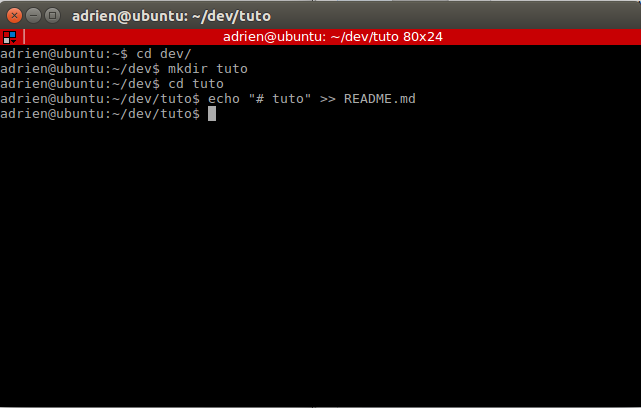 adrien@ubuntu: ~/dev/tuto
adrien@ubuntu: ~/dev/tuto 80x24
adrien@ubuntu:~$ cd dev/
adrien@ubuntu:~/dev$ mkdir tuto
adrien@ubuntu:~/dev$ cd tuto
adrien@ubuntu:~/dev/tuto$ echo "# tuto" >> README.md
adrien@ubuntu:~/dev/tuto$